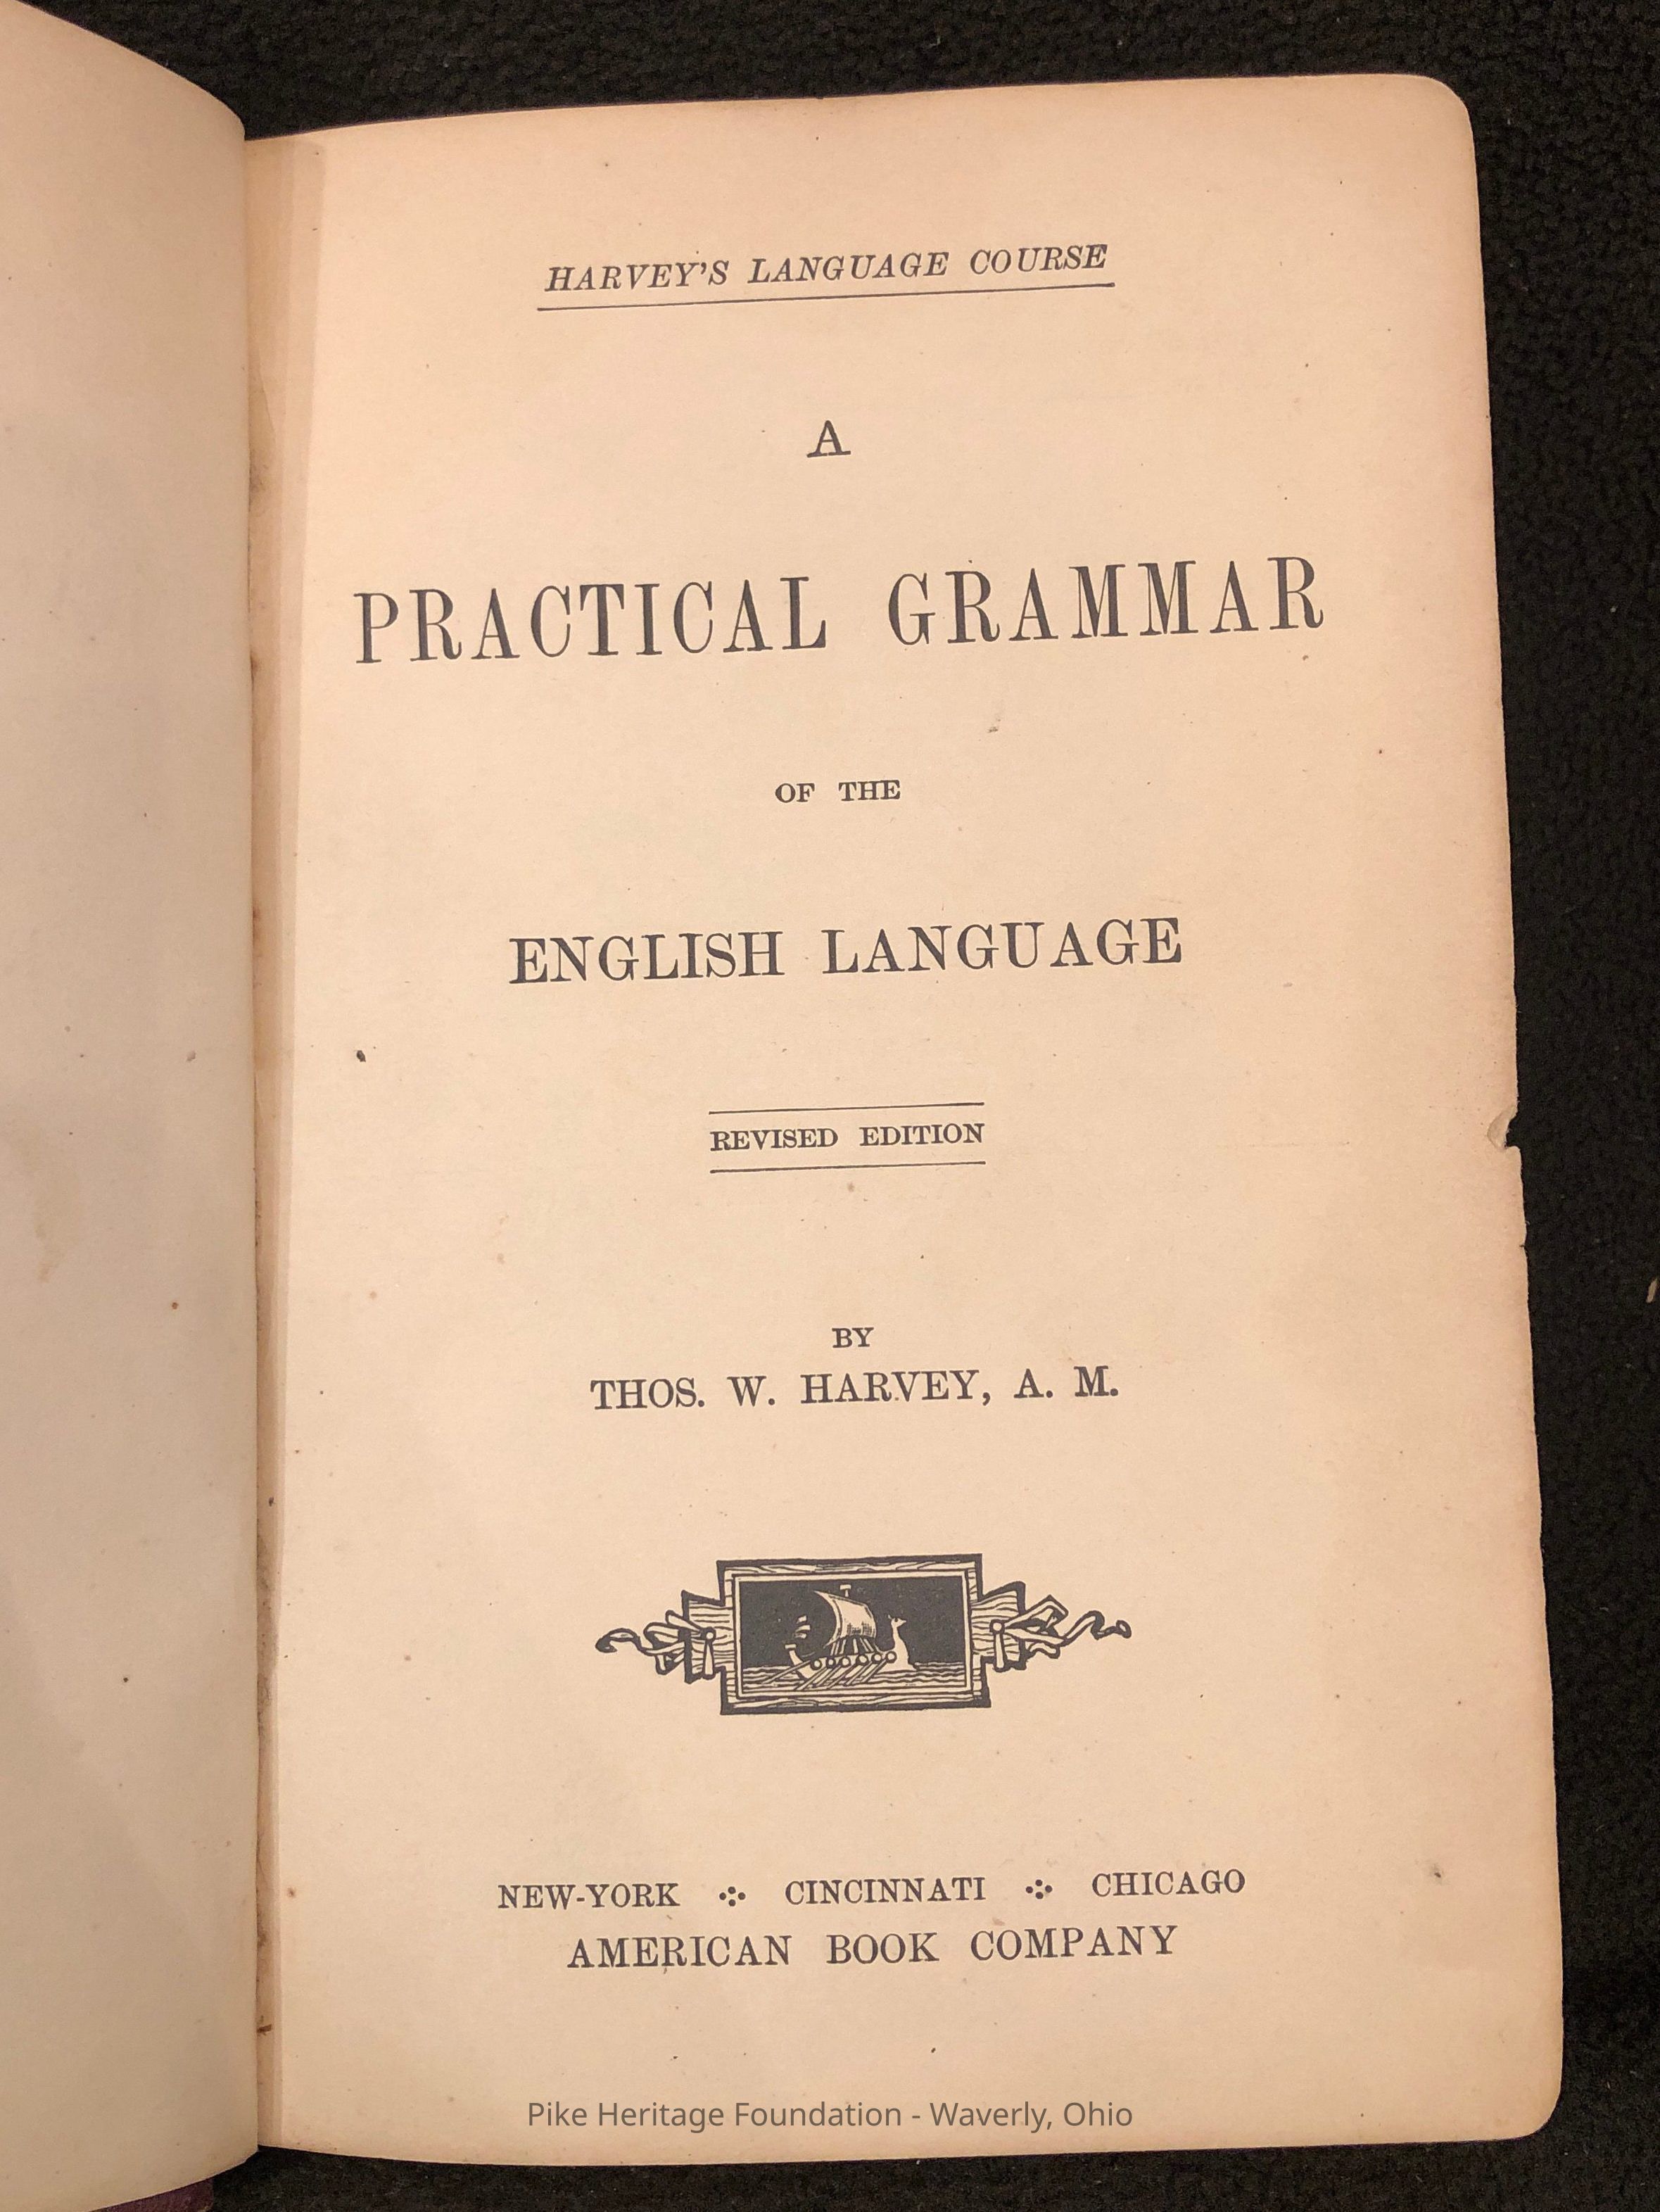 HARVEY'S LANGUAGE COURSE
A
PRACTICAL GRAMMAR
OF THE
ENGLISH LANGUAGE
REVISED EDITION
BY
THOS. W. HARVEY, A. M.
NEW-YORK ⁘ CINCINNATI ⁘ CHICAGO
AMERICAN BOOK COMPANY
Pike Heritage Foundation - Waverly, Ohio